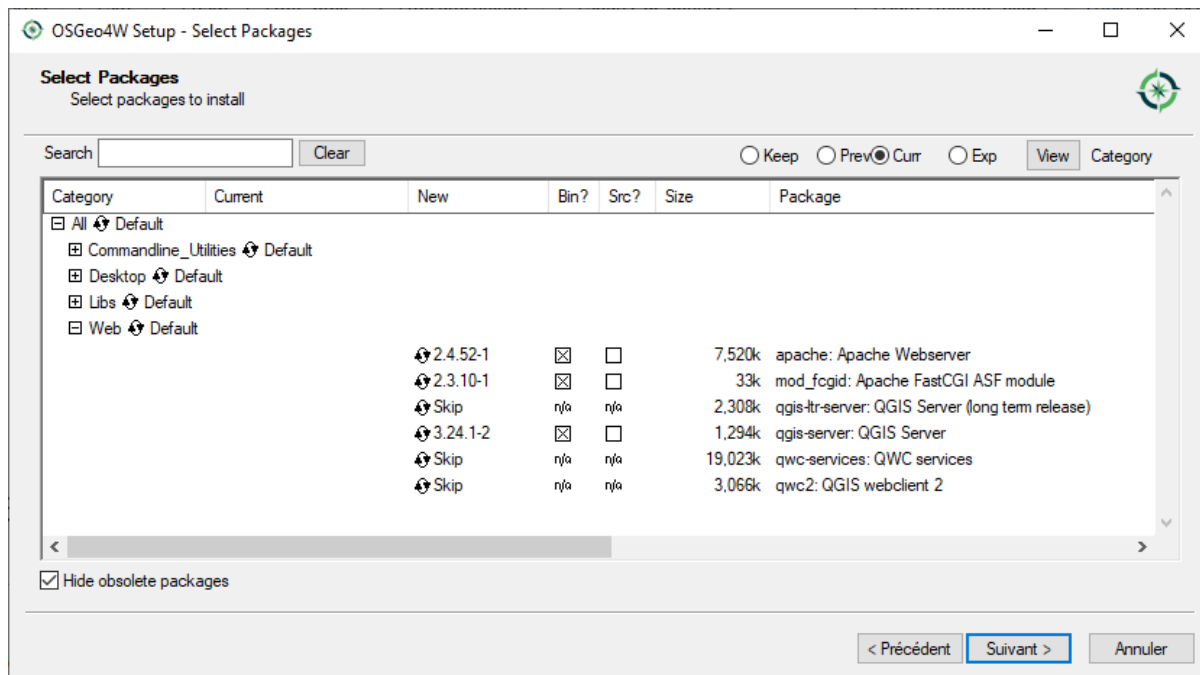 OSGeo4W Setup - Select Packages
Select Packages
Select packages to install
Search Clear Keep Prev Curr Exp View Category
Category Current New Bin? Src? Size Package
All Default
Commandline_Utilities Default
Desktop Default
Libs Default
Web Default
2.4.52-1 7,520k apache: Apache Webserver
2.3.10-1 33k mod_fcgid: Apache FastCGI ASF module
Skip n/a n/a 2,308k qgis-ltr-server: QGIS Server (long term release)
3.24.1-2 1,294k qgis-server: QGIS Server
Skip n/a n/a 19,023k qwc-services: QWC services
Skip n/a n/a 3,066k qwc2: QGIS webclient 2
Hide obsolete packages
< Précédent Suivant > Annuler